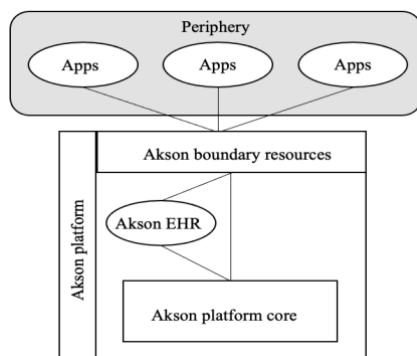 Periphery
Apps
Apps
Apps
Akson boundary resources
Akson platform
Akson EHR
Akson platform core